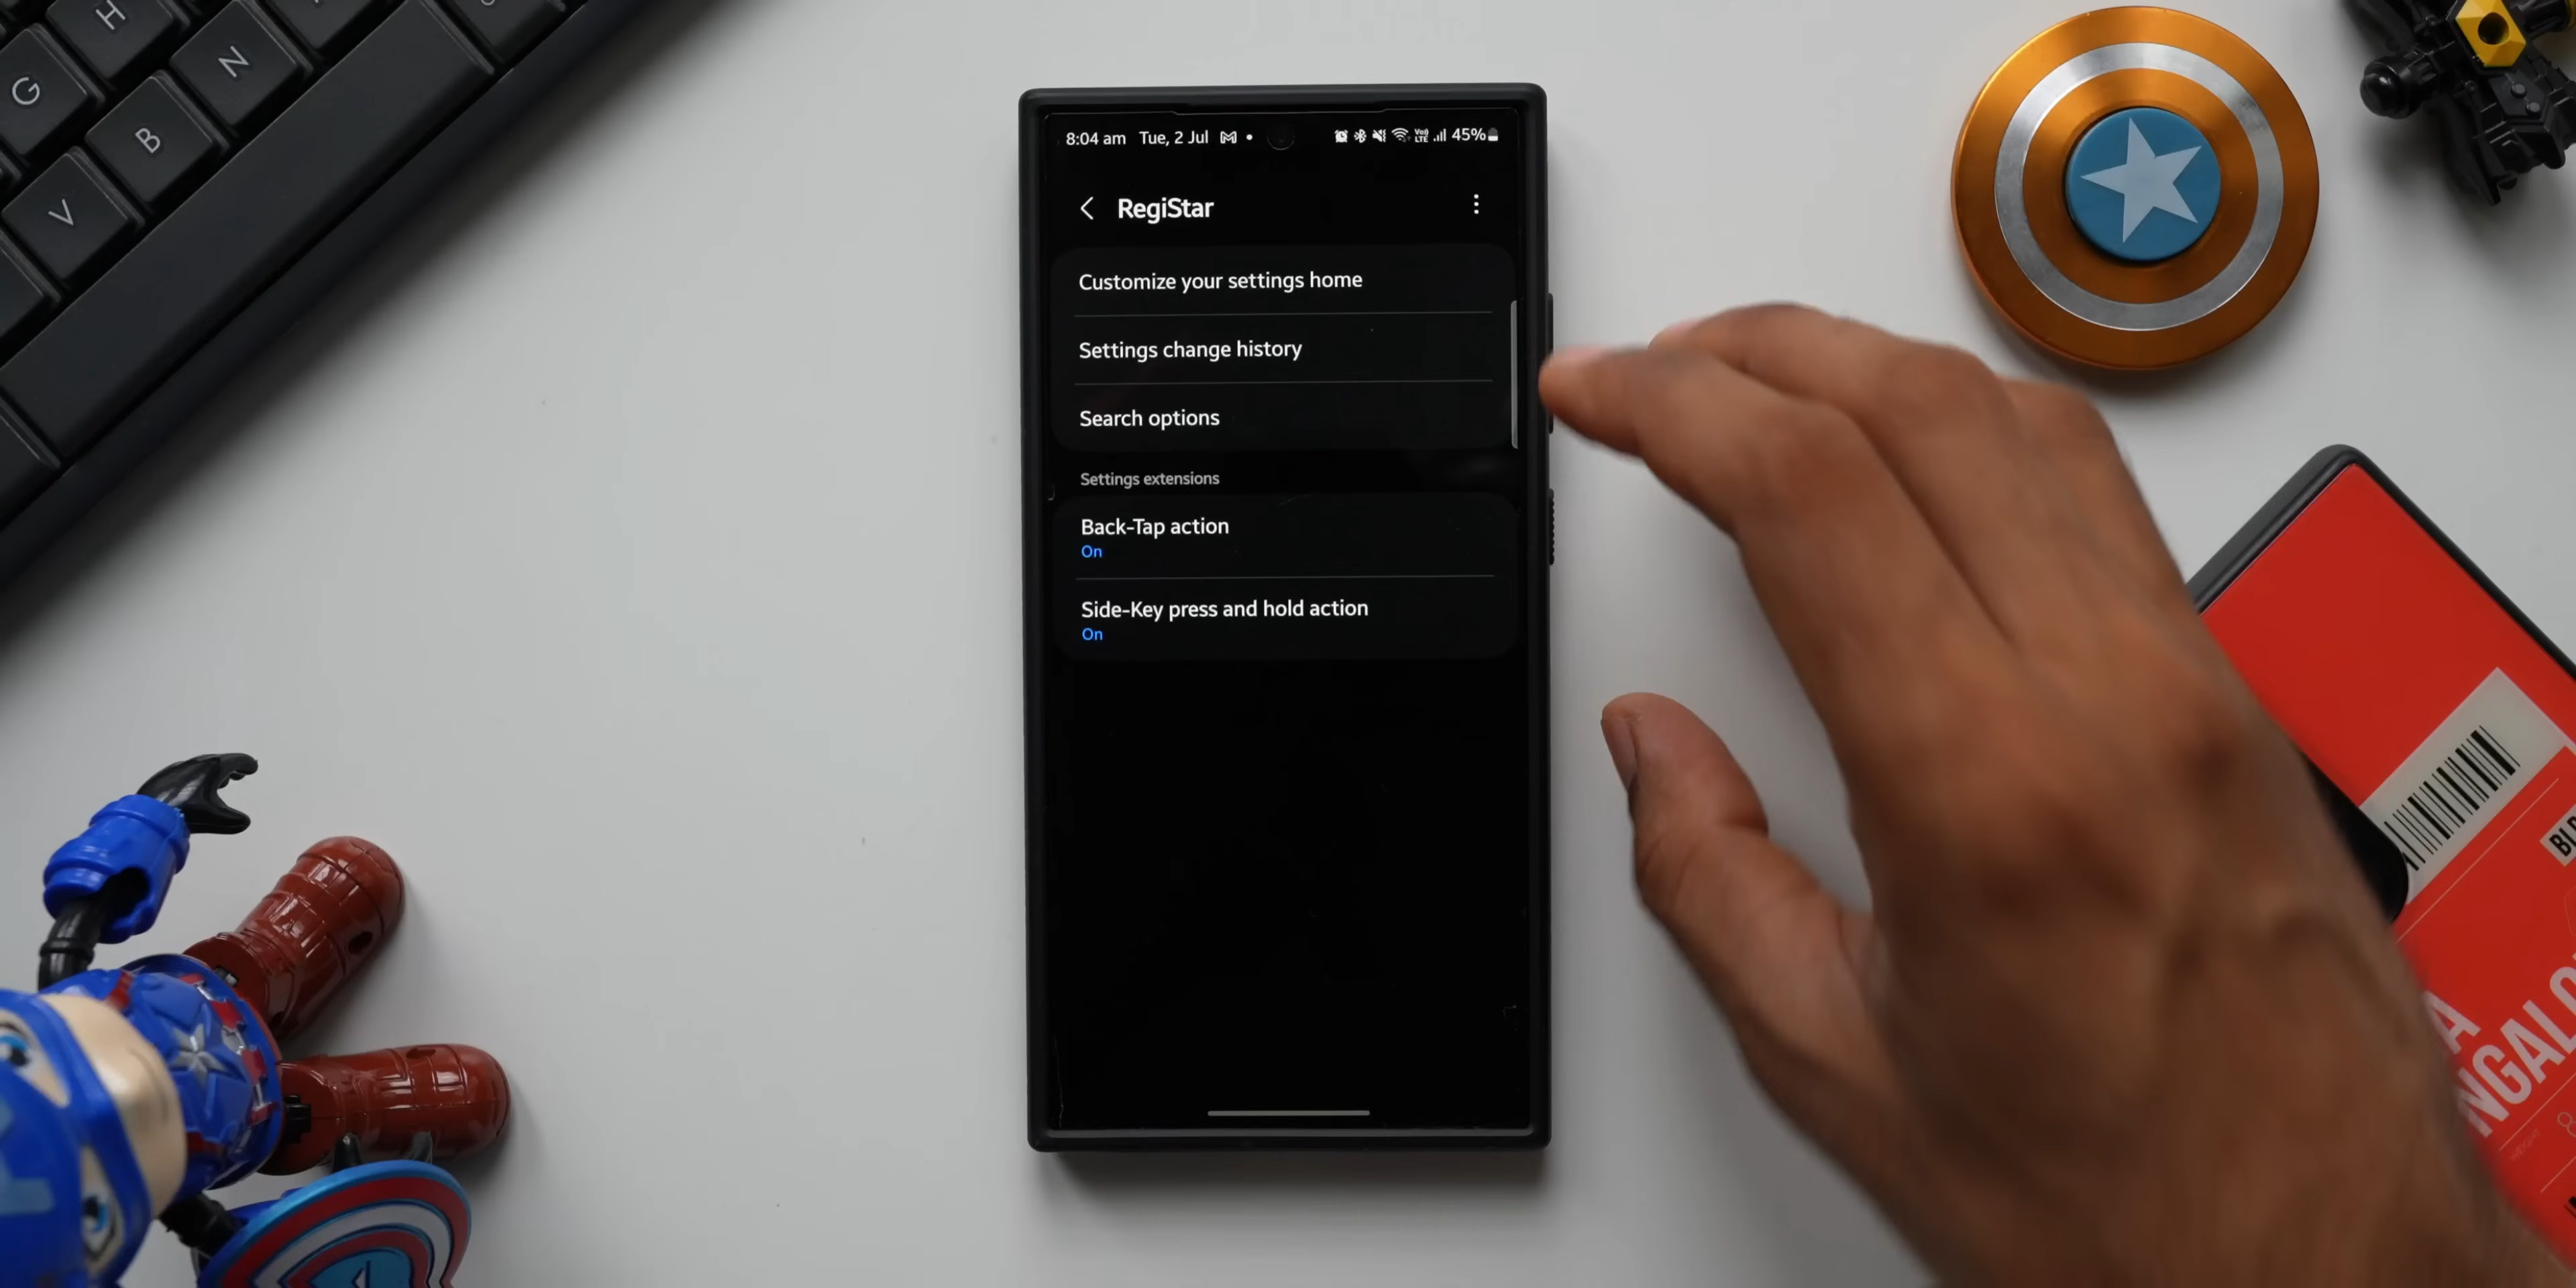 H
G
N
B
V
8:04 am Tue, 2 Jul
45%
RegiStar
Customize your settings home
Settings change history
Search options
Settings extensions
Back-Tap action
On
Side-Key press and hold action
On